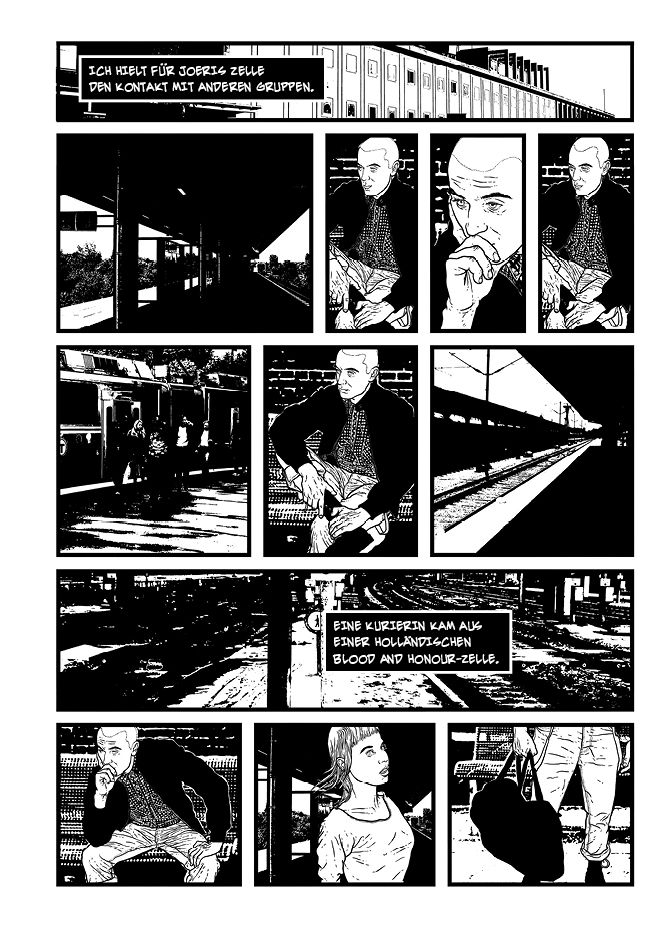 ICH HIELT FÜR JOERIS ZELLE
DEN KONTAKT MIT ANDEREN GRUPPEN.
EINE KURIERIN KAM AUS
EINER HOLLÄNDISCHEN
BLOOD AND HONOUR-ZELLE.